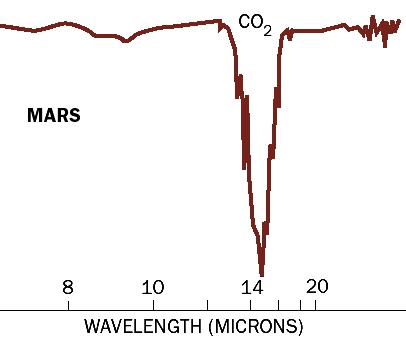 CO2
MARS
8 10 14 20
WAVELENGTH (MICRONS)